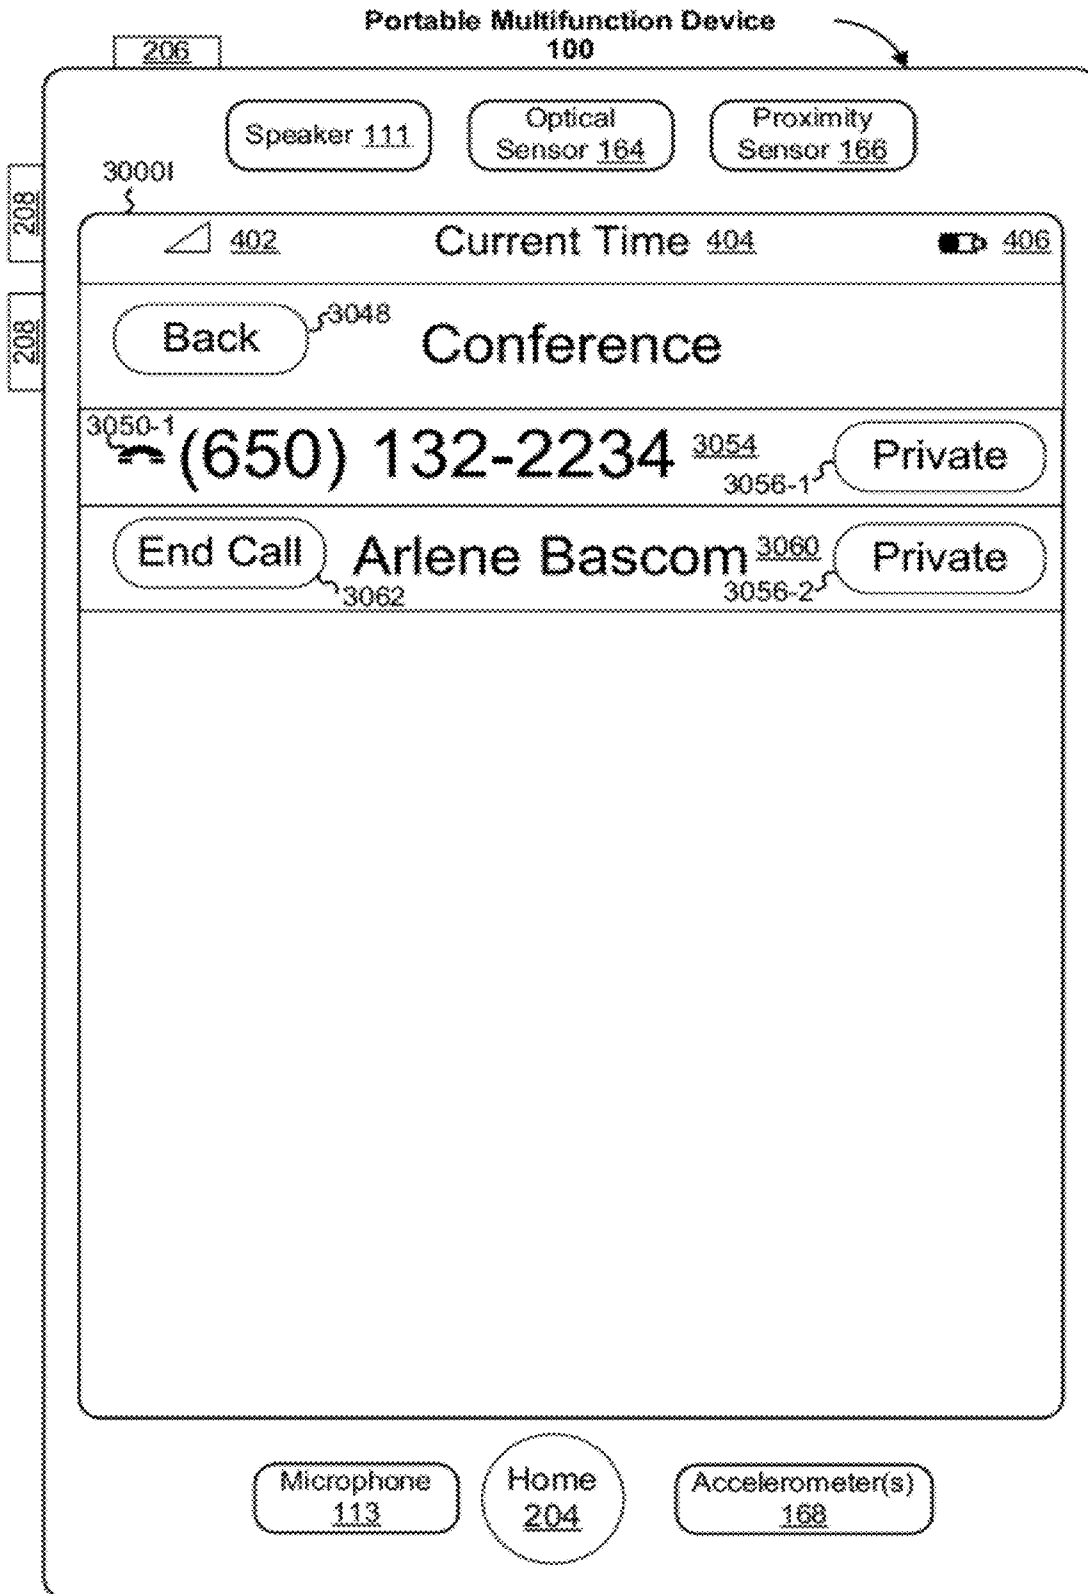 Portable Multifunction Device
100
206
Speaker 111
Optical
Sensor 164
Proximity
Sensor 166
208
3000I
402
Current Time 404
406
208
Back
3048
Conference
3050-1
(650) 132-2234
3054
3056-1
Private
End Call
3062
Arlene Bascom
3060
3056-2
Private
Microphone
113
Home
204
Accelerometer(s)
168